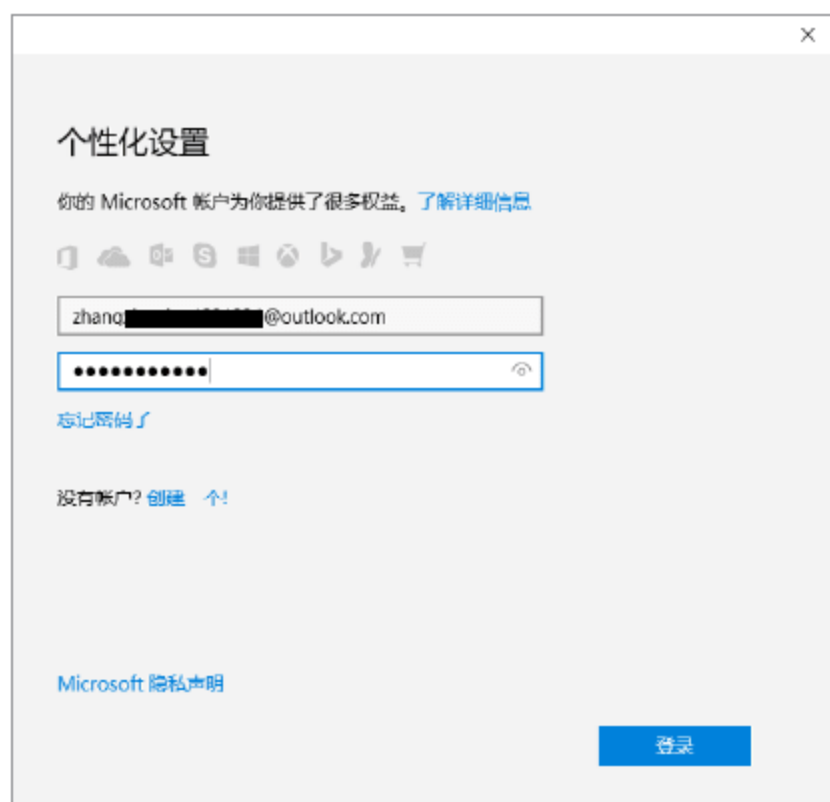 个性化设置
你的 Microsoft 帐户为你提供了很多权益。了解详细信息
zhang @outlook.com
●●●●●●●●●●●
忘记密码了
没有帐户? 创建一个!
Microsoft 隐私声明
登录